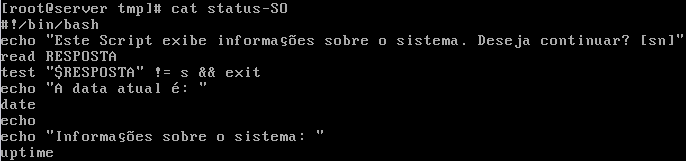 [root@server tmp]# cat status-SO
#!/bin/bash
echo "Este Script exibe informações sobre o sistema. Deseja continuar? [sn]"
read RESPOSTA
test "$RESPOSTA" != s && exit
echo "A data atual é: "
date
echo
echo "Informações sobre o sistema: "
uptime